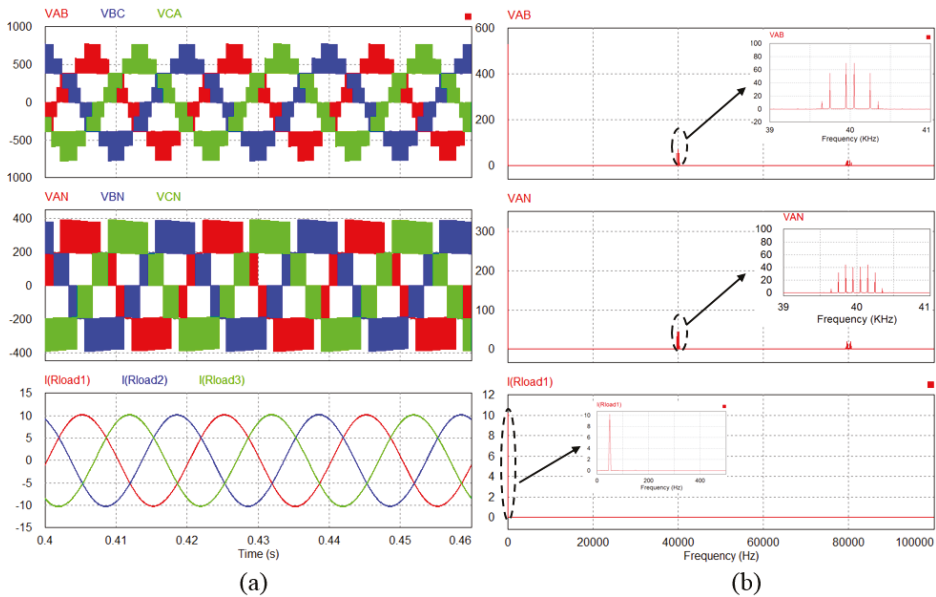 VAB VBC VCA
1000
500
0
-500
1000
VAN VBN VCN
400
200
0
-200
-400
I(Rload1) I(Rload2) I(Rload3)
15
10
5
0
-5
-10
-15
0.4 0.41 0.42 0.43 0.44 0.45 0.46
Time (s)
(a)
VAB
600
400
200
0
VAB
100
80
60
40
20
0
-20
39 40 41
Frequency (KHz)
VAN
300
200
100
0
VAN
100
80
60
40
20
0
39 40 41
Frequency (KHz)
I(Rload1)
12
10
8
6
4
2
0
I(Rload1)
10
8
6
4
2
0
0 200 400
Frequency (Hz)
0 20000 40000 60000 80000 100000
Frequency (Hz)
(b)